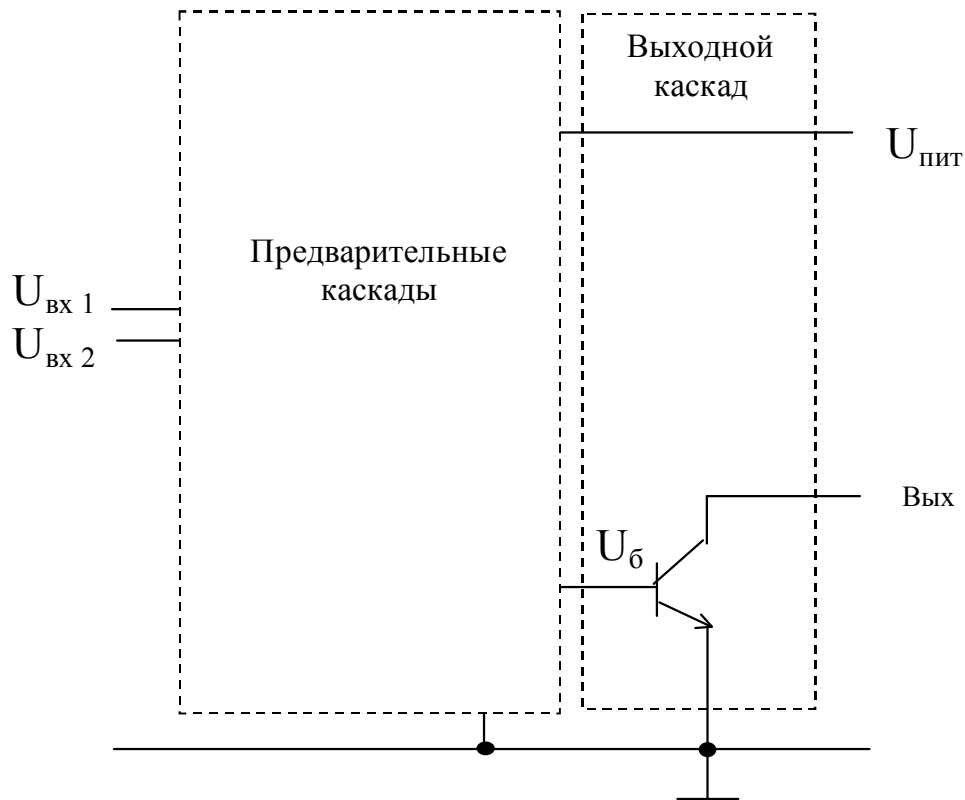 Выходной
каскад
Uпит
Предварительные
каскады
Uвх 1
Uвх 2
Вых
Uб